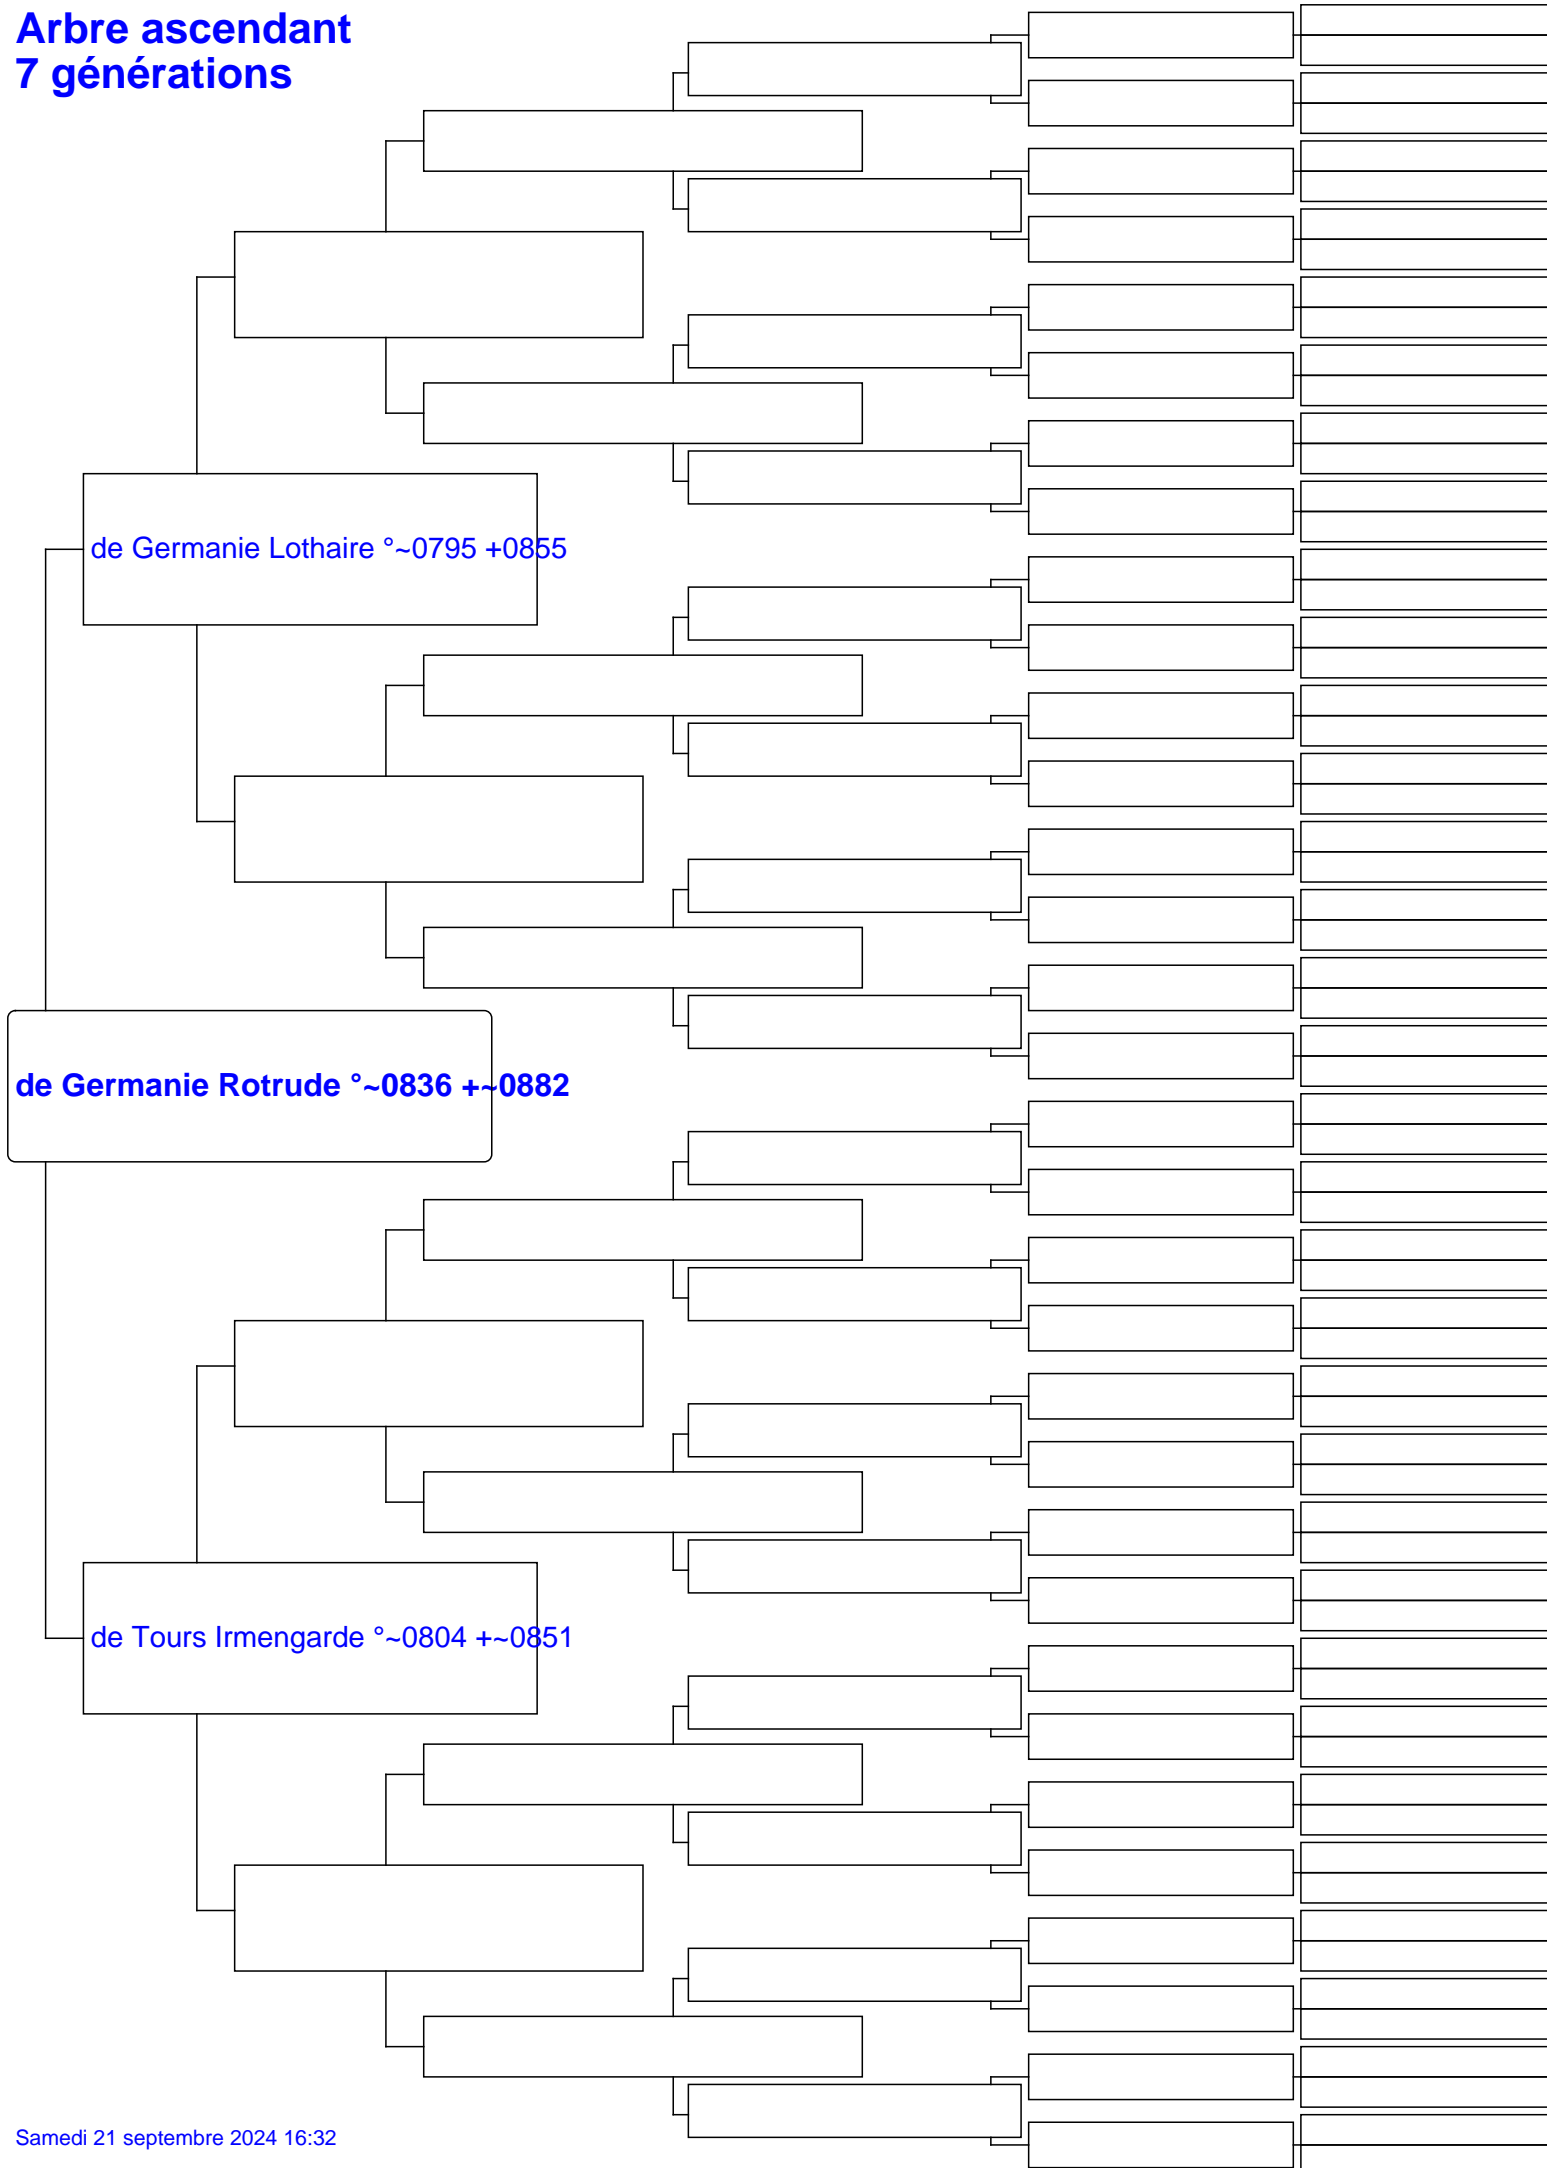 Arbre ascendant
7 générations
de Germanie Lothaire °~0795 +0855
de Germanie Rotrude °~0836 +~0882
de Tours Irmengarde °~0804 +~0851
Samedi 21 septembre 2024 16:32